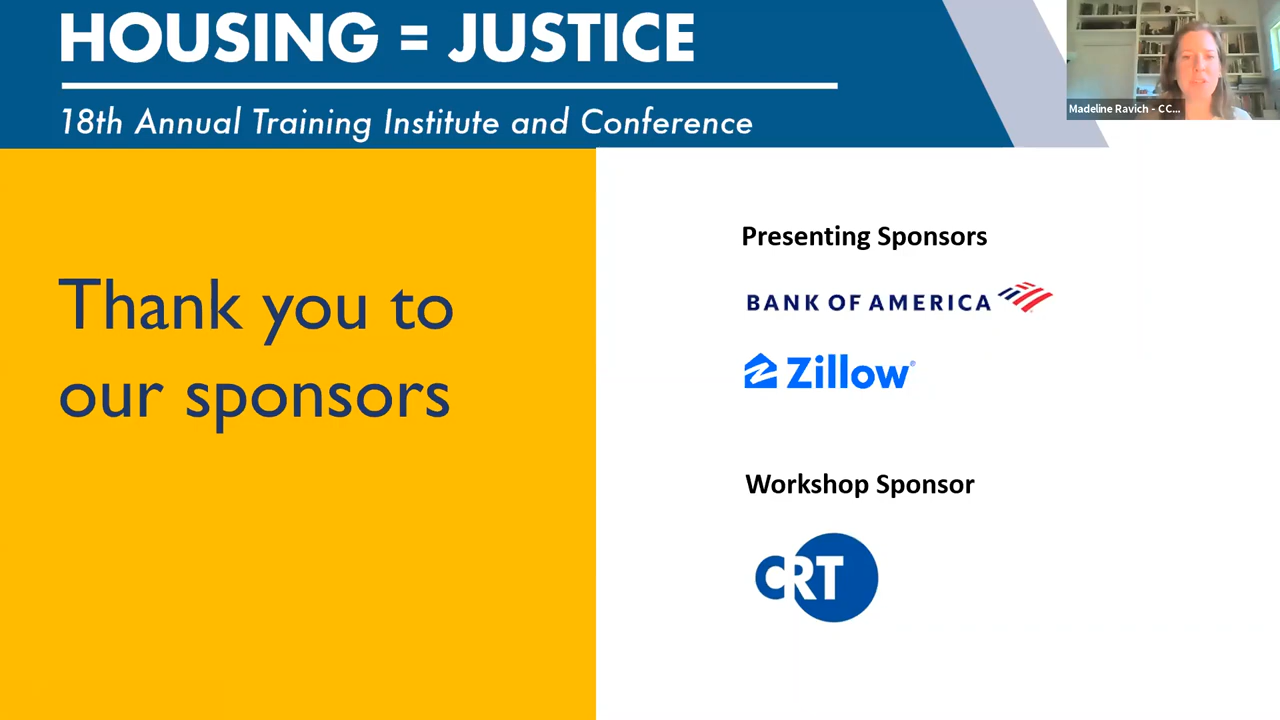 HOUSING = JUSTICE
18th Annual Training Institute and Conference
Madeline Ravich - CC...
Thank you to
our sponsors
Presenting Sponsors
BANK OF AMERICA
Zillow®
Workshop Sponsor
CRT